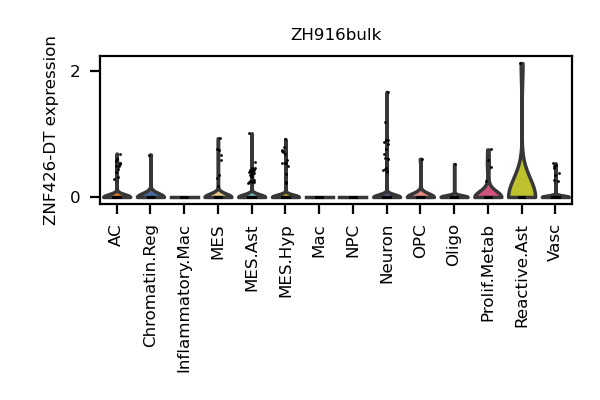 ZH916bulk
ZNF426-DT expression
2
0
AC
Chromatin.Reg
Inflammatory.Mac
MES
MES.Ast
MES.Hyp
Mac
NPC
Neuron
OPC
Oligo
Prolif.Metab
Reactive.Ast
Vasc